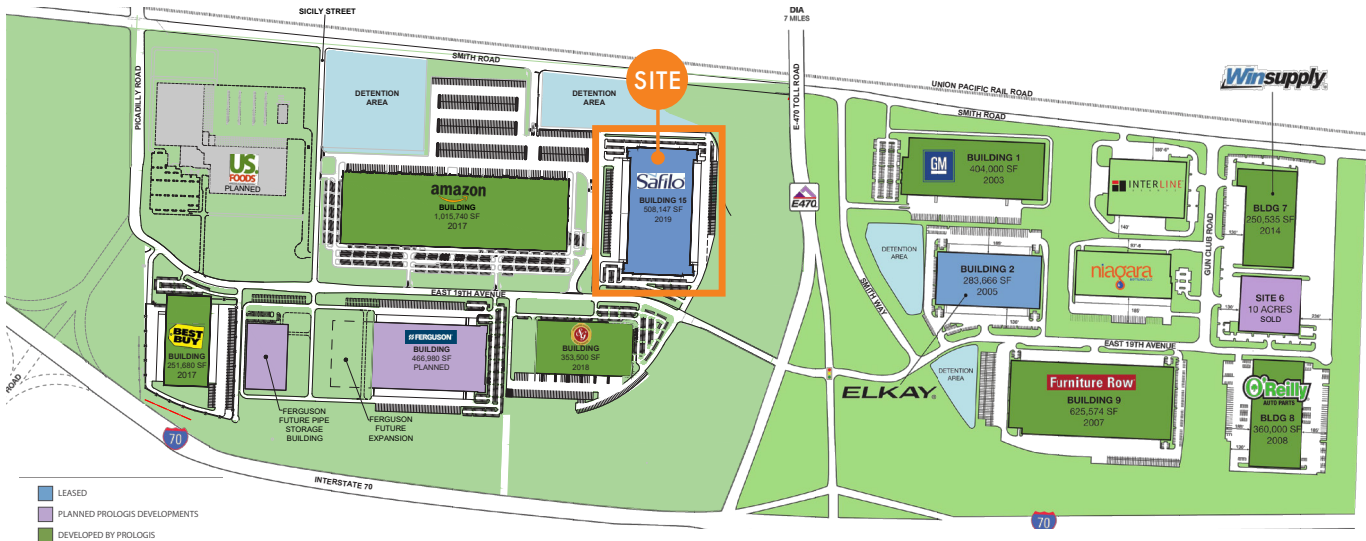 SICILY STREET
DIA
7 MILES
SMITH ROAD
SITE
PICADILLY ROAD
DETENTION
AREA
DETENTION
AREA
E-470 TOLL ROAD
UNION PACIFIC RAIL ROAD
SMITH ROAD
Winsupply
US.
FOODS
PLANNED
amazon
BUILDING
1,015,740 SF
2017
Safilo
BUILDING 15
508,147 SF
2019
E470
GM
BUILDING 1
404,000 SF
2003
INTERLINE
140'
BLDG 7
250,535 SF
2014
GUN CLUB ROAD
DETENTION
AREA
BUILDING 2
283,666 SF
2005
niagara
SITE 6
10 ACRES
SOLD
EAST 19TH AVENUE
SMITH WAY
BEST
BUY
BUILDING
251,680 SF
2017
FERGUSON
BUILDING
466,980 SF
PLANNED
BUILDING
353,500 SF
2018
EAST 19TH AVENUE
DETENTION
AREA
ELKAY
Furniture Row
BUILDING 9
625,574 SF
2007
O'Reilly
AUTO PARTS
BLDG 8
360,000 SF
2008
ROAD
FERGUSON
FUTURE PIPE
STORAGE
BUILDING
FERGUSON
FUTURE
EXPANSION
70
INTERSTATE 70
70
LEASED
PLANNED PROLOGIS DEVELOPMENTS
DEVELOPED BY PROLOGIS